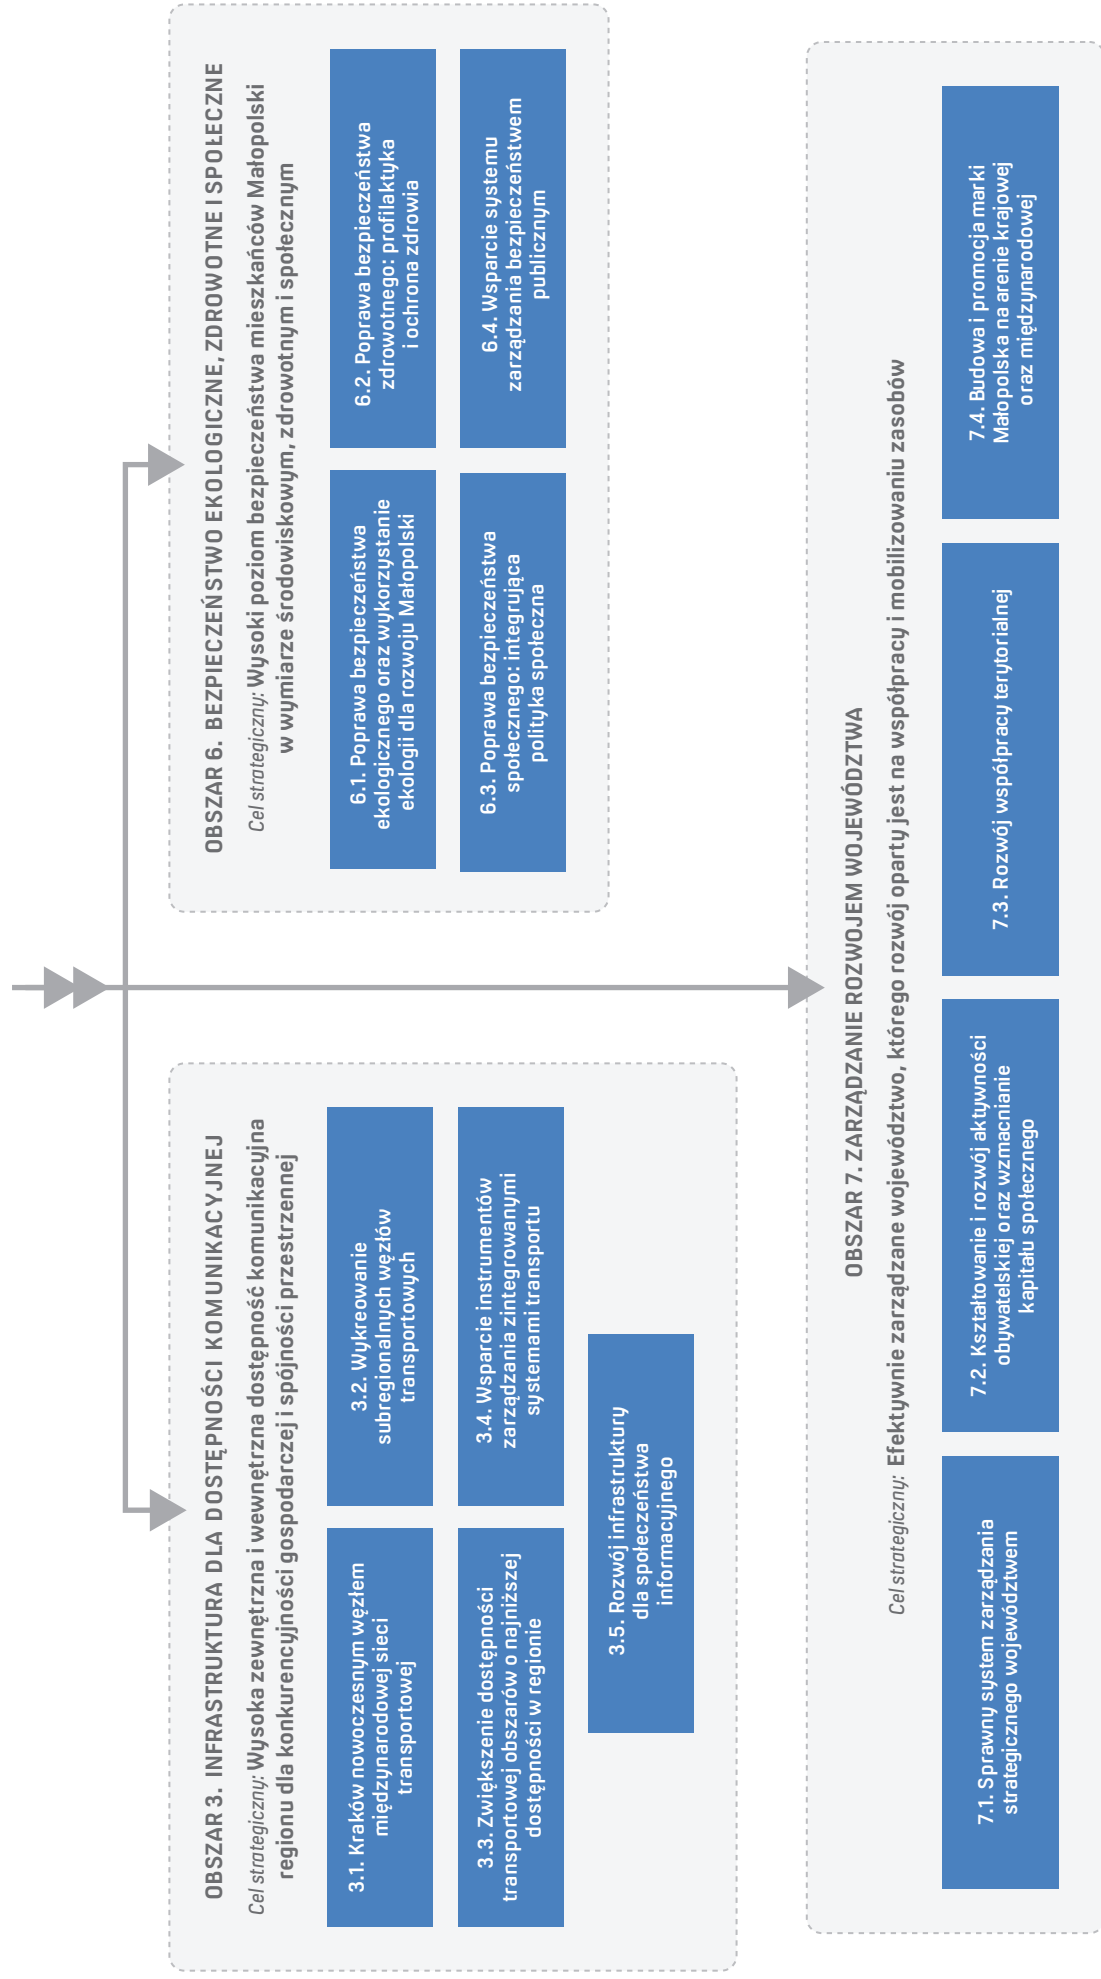 OBSZAR 3. INFRASTRUKTURA DLA DOSTĘPNOŚCI KOMUNIKACYJNEJ
Cel strategiczny: Wysoka zewnętrzna i wewnętrzna dostępność komunikacyjna
regionu dla konkurencyjności gospodarczej i spójności przestrzennej
3.1. Kraków nowoczesnym węzłem
międzynarodowej sieci
transportowej
3.2. Wykreowanie
subregionalnych węzłów
transportowych
3.3. Zwiększenie dostępności
transportowej obszarów o najniższej
dostępności w regionie
3.4. Wsparcie instrumentów
zarządzania zintegrowanymi
systemami transportu
3.5. Rozwój infrastruktury
dla społeczeństwa
informacyjnego
OBSZAR 6. BEZPIECZEŃSTWO EKOLOGICZNE, ZDROWOTNE I SPOŁECZNE
Cel strategiczny: Wysoki poziom bezpieczeństwa mieszkańców Małopolski
w wymiarze środowiskowym, zdrowotnym i społecznym
6.1. Poprawa bezpieczeństwa
ekologicznego oraz wykorzystanie
ekologii dla rozwoju Małopolski
6.2. Poprawa bezpieczeństwa
zdrowotnego: profilaktyka
i ochrona zdrowia
6.3. Poprawa bezpieczeństwa
społecznego: integrująca
polityka społeczna
6.4. Wsparcie systemu
zarządzania bezpieczeństwem
publicznym
OBSZAR 7. ZARZĄDZANIE ROZWOJEM WOJEWÓDZTWA
Cel strategiczny: Efektywnie zarządzane województwo, którego rozwój oparty jest na współpracy i mobilizowaniu zasobów
7.1. Sprawny system zarządzania
strategicznego województwem
7.2. Kształtowanie i rozwój aktywności
obywatelskiej oraz wzmacnianie
kapitału społecznego
7.3. Rozwój współpracy terytorialnej
7.4. Budowa i promocja marki
Małopolska na arenie krajowej
oraz międzynarodowej